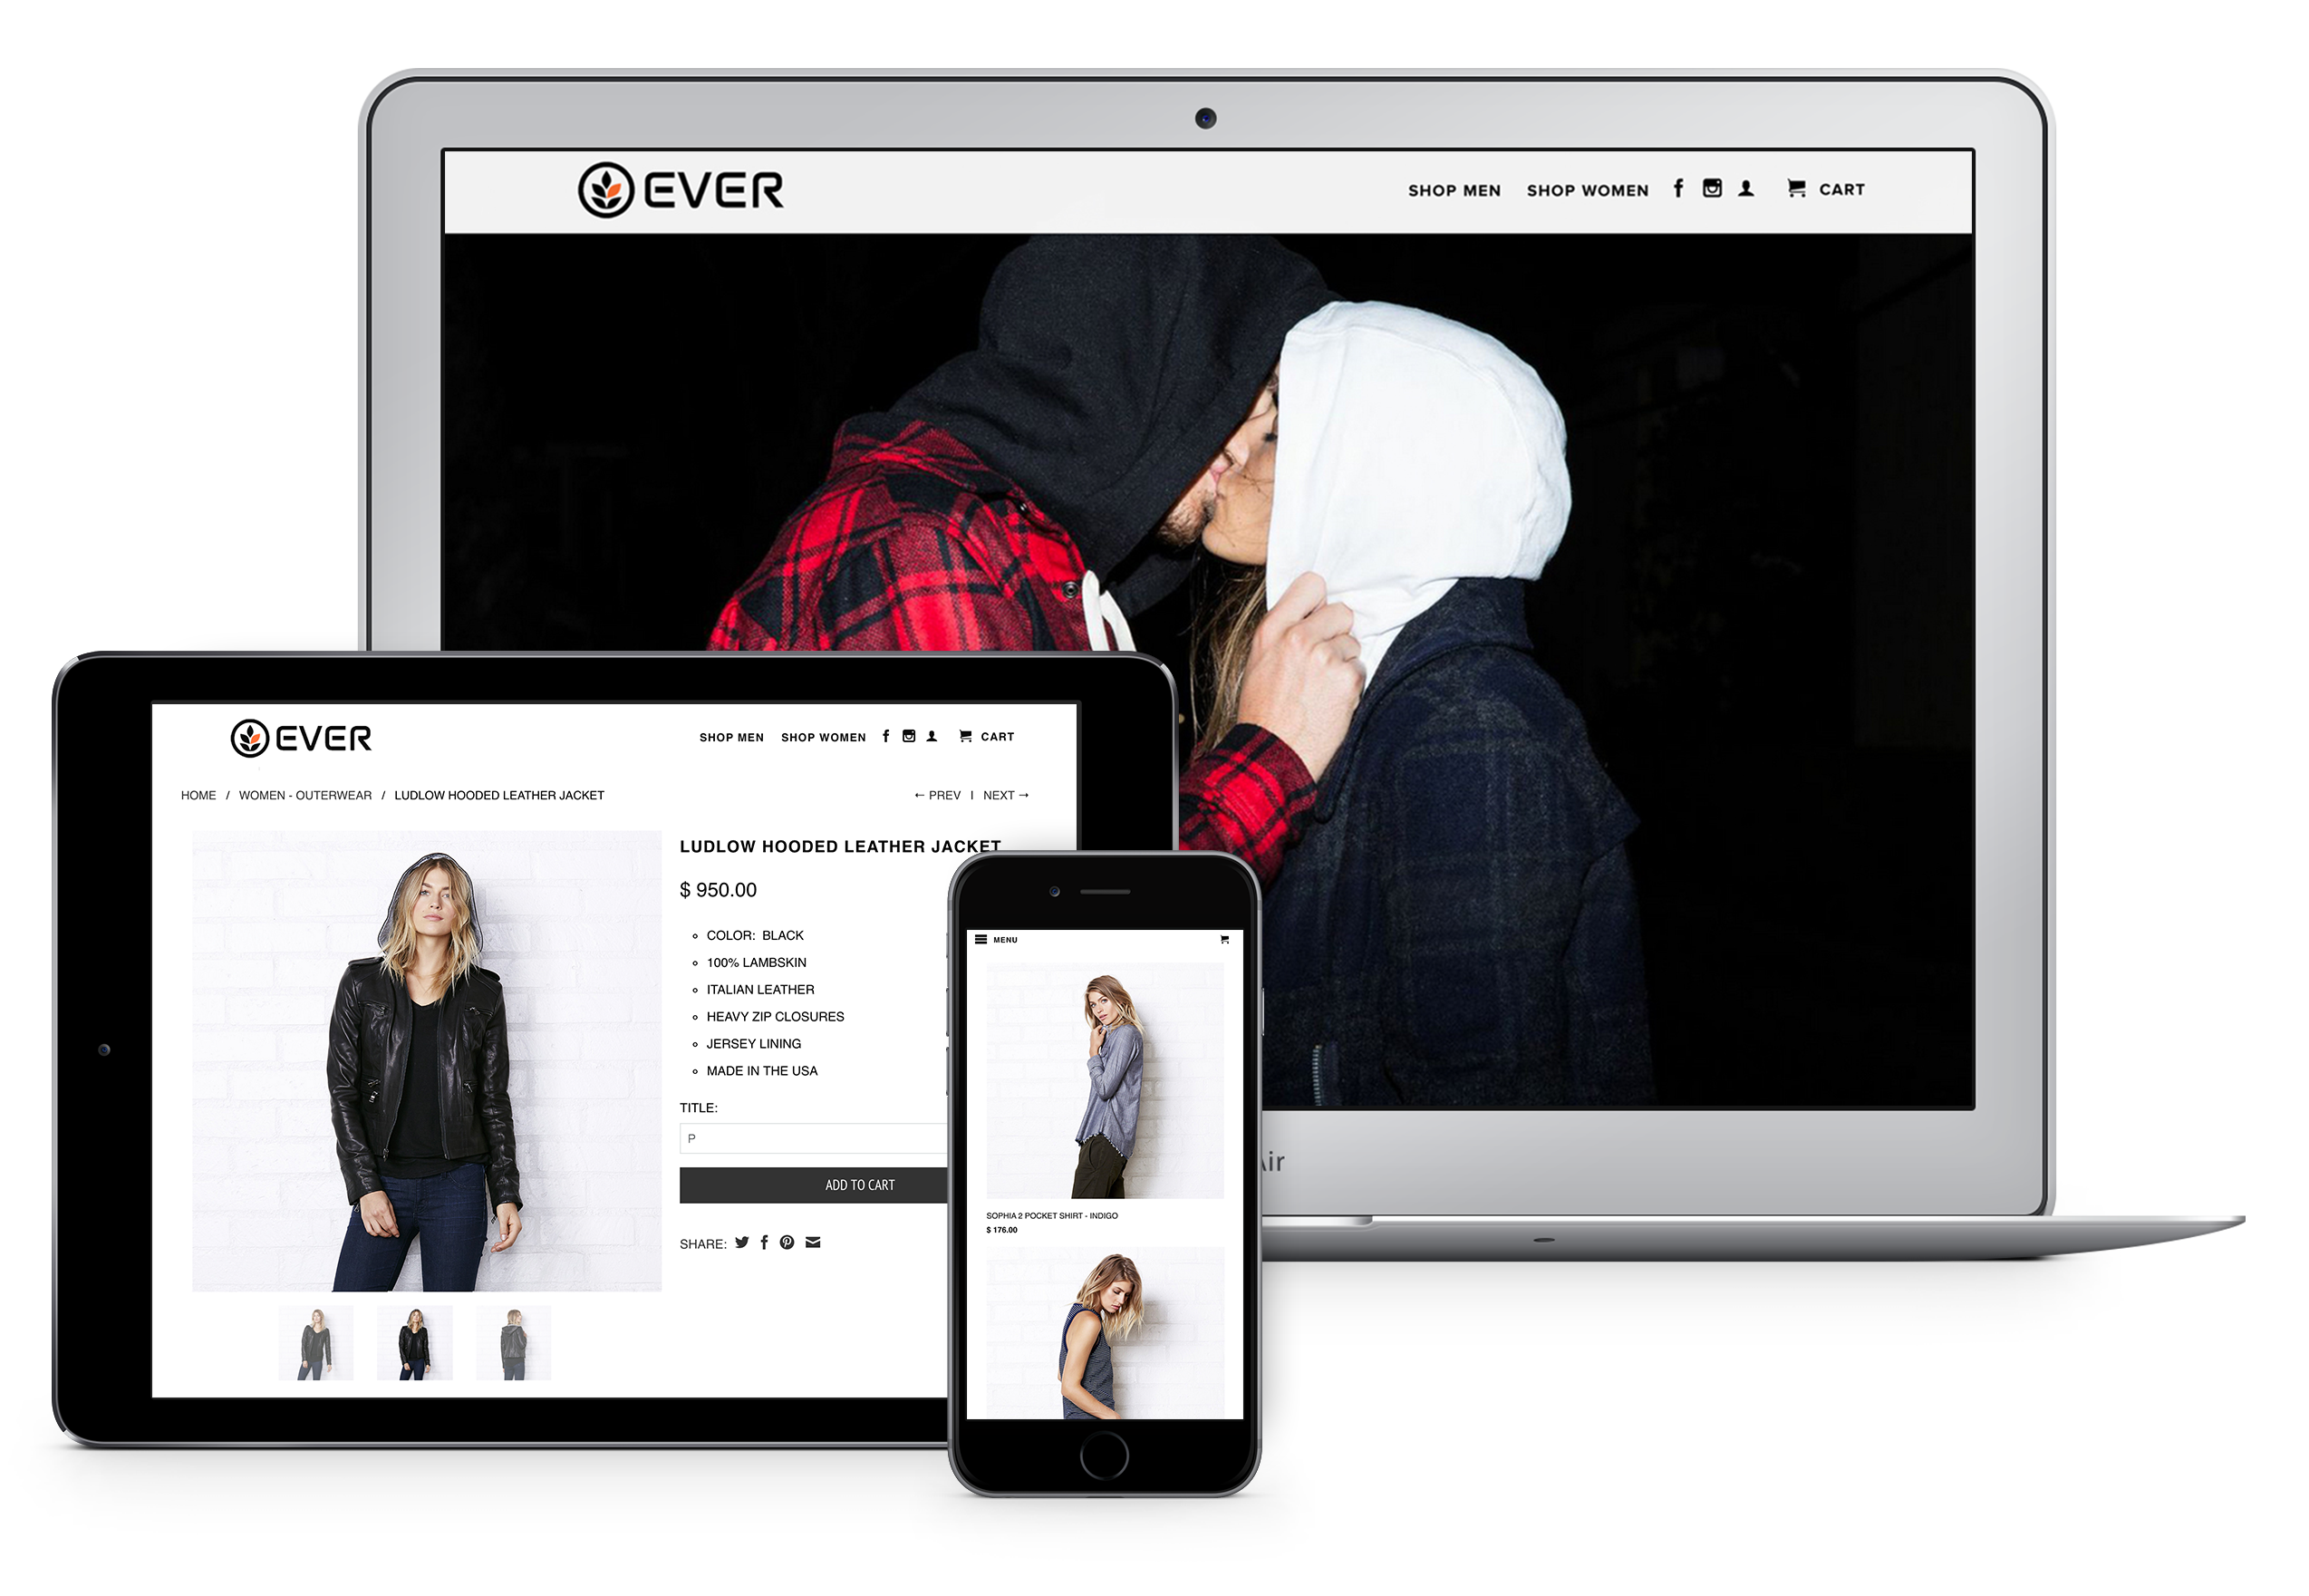 EVER
SHOP MEN SHOP WOMEN CART
EVER
SHOP MEN SHOP WOMEN CART
HOME / WOMEN - OUTERWEAR / LUDLOW HOODED LEATHER JACKET
← PREV | NEXT →
LUDLOW HOODED LEATHER JACKET
$ 950.00
COLOR: BLACK
100% LAMBSKIN
ITALIAN LEATHER
HEAVY ZIP CLOSURES
JERSEY LINING
MADE IN THE USA
TITLE:
P
ADD TO CART
SHARE:
MENU
SOPHIA 2 POCKET SHIRT - INDIGO
$ 176.00